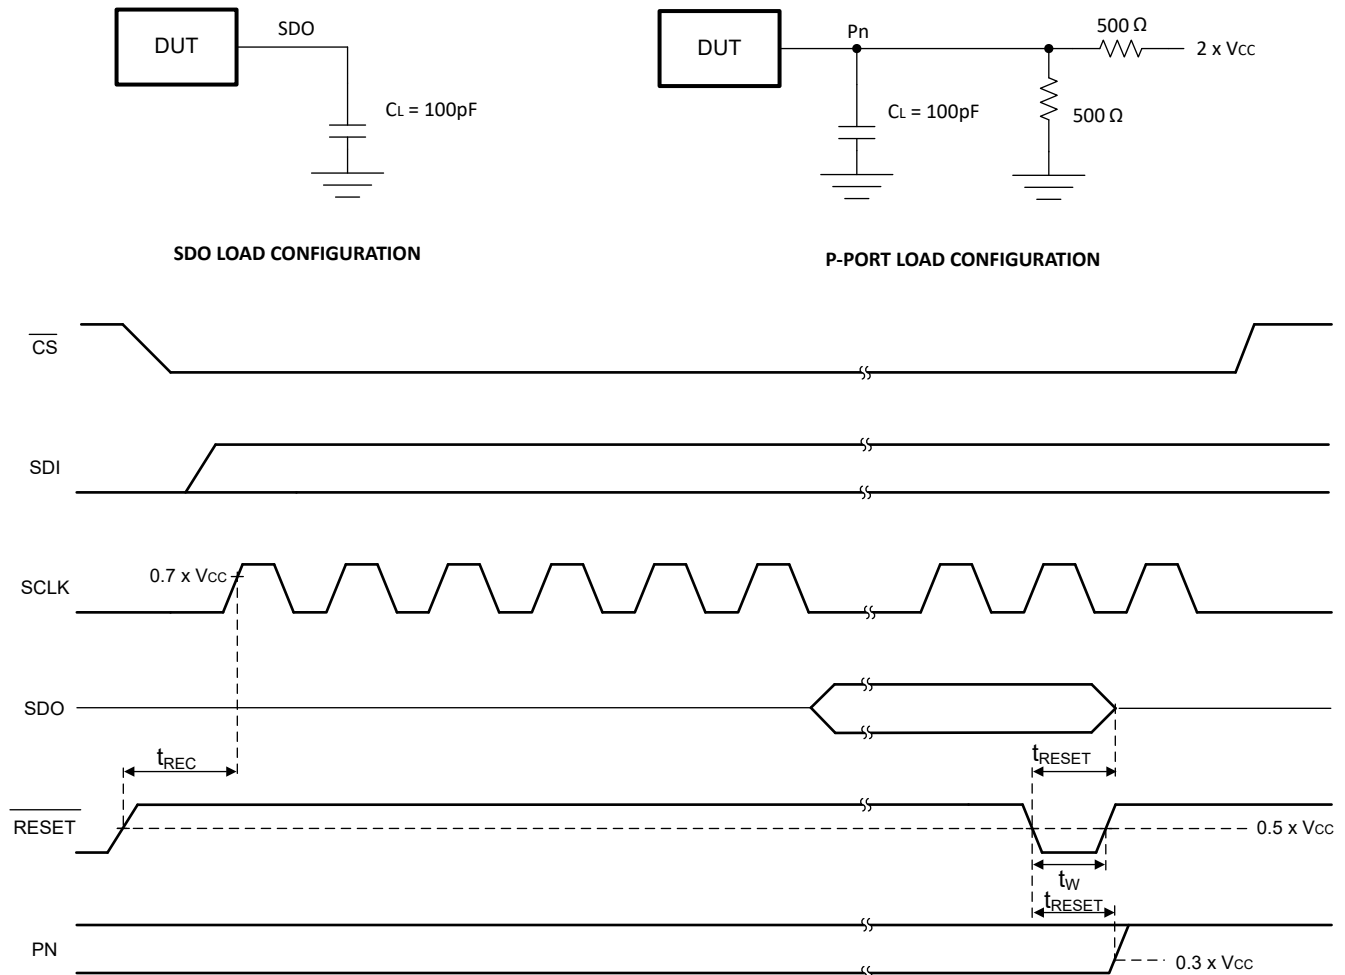 DUT
SDO
CL = 100pF
SDO LOAD CONFIGURATION
DUT
Pn
500 Ω
2 x VCC
CL = 100pF
500 Ω
P-PORT LOAD CONFIGURATION
CS
SDI
SCLK
0.7 x VCC
SDO
tREC
tRESET
RESET
0.5 x VCC
tW
tRESET
PN
0.3 x VCC